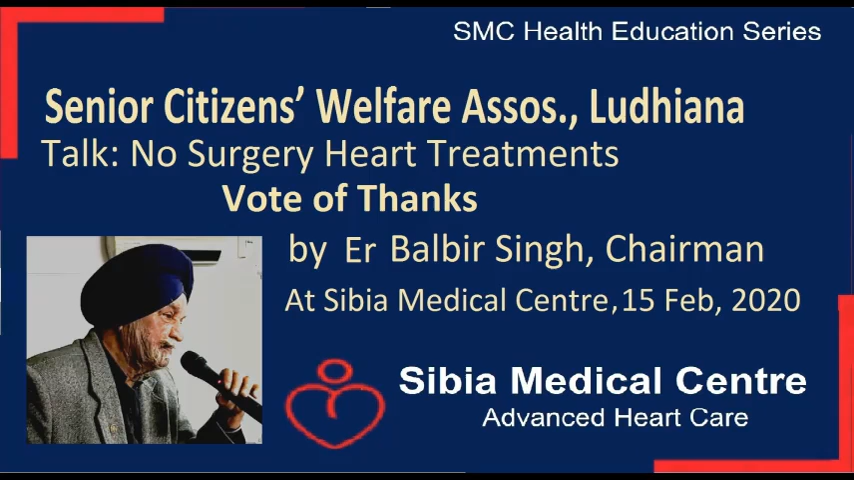 SMC Health Education Series
Senior Citizens’ Welfare Assos., Ludhiana
Talk: No Surgery Heart Treatments
Vote of Thanks
by Er Balbir Singh, Chairman
At Sibia Medical Centre, 15 Feb, 2020
Sibia Medical Centre
Advanced Heart Care